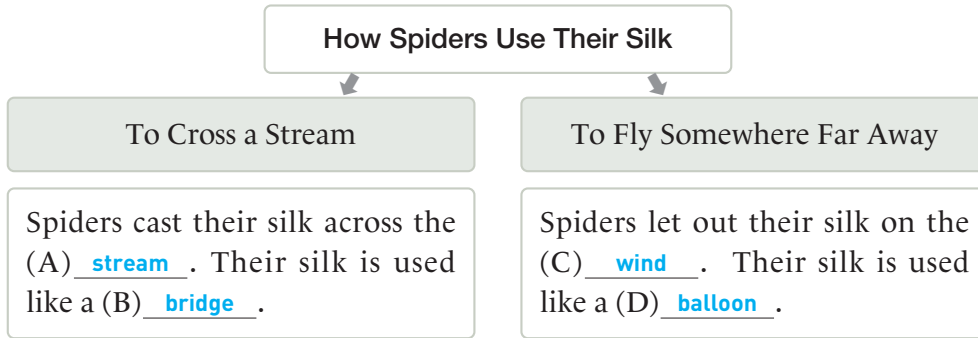 How Spiders Use Their Silk
To Cross a Stream
Spiders cast their silk across the
(A) stream . Their silk is used
like a (B) bridge .
To Fly Somewhere Far Away
Spiders let out their silk on the
(C) wind . Their silk is used
like a (D) balloon .